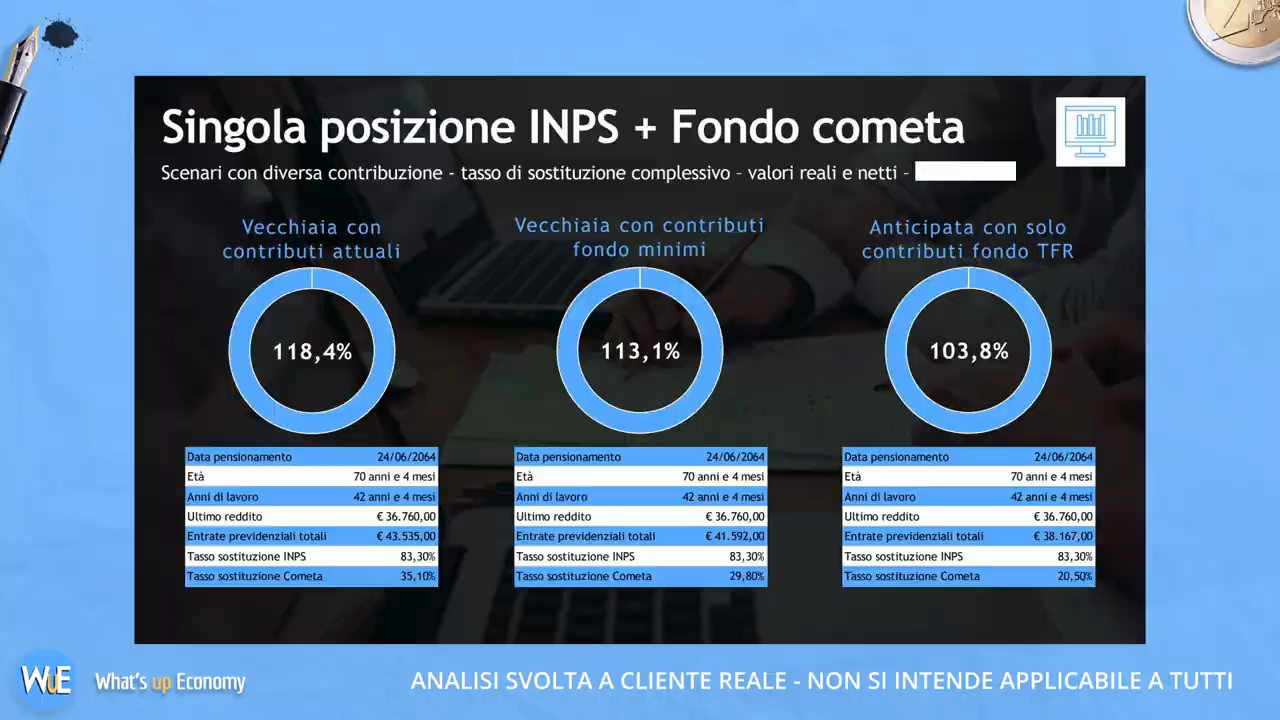 Singola posizione INPS + Fondo cometa
Scenari con diversa contribuzione - tasso di sostituzione complessivo - valori reali e netti -
Vecchiaia con
contributi attuali
118,4%
Data pensionamento 24/06/2064
Età 70 anni e 4 mesi
Anni di lavoro 42 anni e 4 mesi
Ultimo reddito € 36.760,00
Entrate previdenziali totali € 43.535,00
Tasso sostituzione INPS 83,30%
Tasso sostituzione Cometa 35,10%
Vecchiaia con contributi
fondo minimi
113,1%
Data pensionamento 24/06/2064
Età 70 anni e 4 mesi
Anni di lavoro 42 anni e 4 mesi
Ultimo reddito € 36.760,00
Entrate previdenziali totali € 41.592,00
Tasso sostituzione INPS 83,30%
Tasso sostituzione Cometa 29,80%
Anticipata con solo
contributi fondo TFR
103,8%
Data pensionamento 24/06/2064
Età 70 anni e 4 mesi
Anni di lavoro 42 anni e 4 mesi
Ultimo reddito € 36.760,00
Entrate previdenziali totali € 38.167,00
Tasso sostituzione INPS 83,30%
Tasso sostituzione Cometa 20,50%
WuE What's up Economy
ANALISI SVOLTA A CLIENTE REALE - NON SI INTENDE APPLICABILE A TUTTI